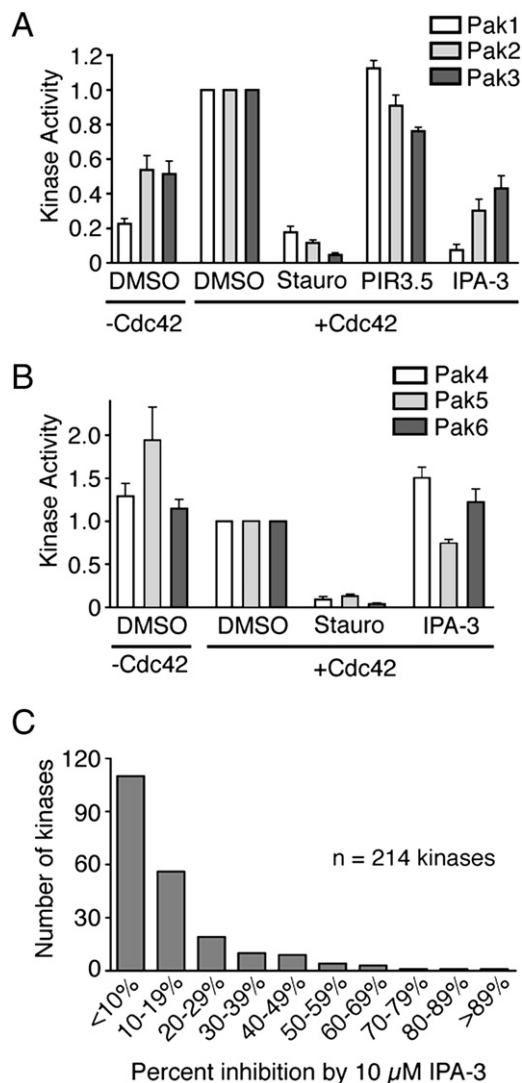 A
Pak1
Pak2
Pak3
Kinase Activity
1.2
1.0
0.8
0.6
0.4
0.2
0
DMSO DMSO Stauro PIR3.5 IPA-3
-Cdc42 +Cdc42
B
Pak4
Pak5
Pak6
Kinase Activity
2.0
1.5
1.0
0.5
0
DMSO DMSO Stauro IPA-3
-Cdc42 +Cdc42
C
Number of kinases
120
90
60
30
0
n = 214 kinases
<10% 10-19% 20-29% 30-39% 40-49% 50-59% 60-69% 70-79% 80-89% >89%
Percent inhibition by 10 µM IPA-3